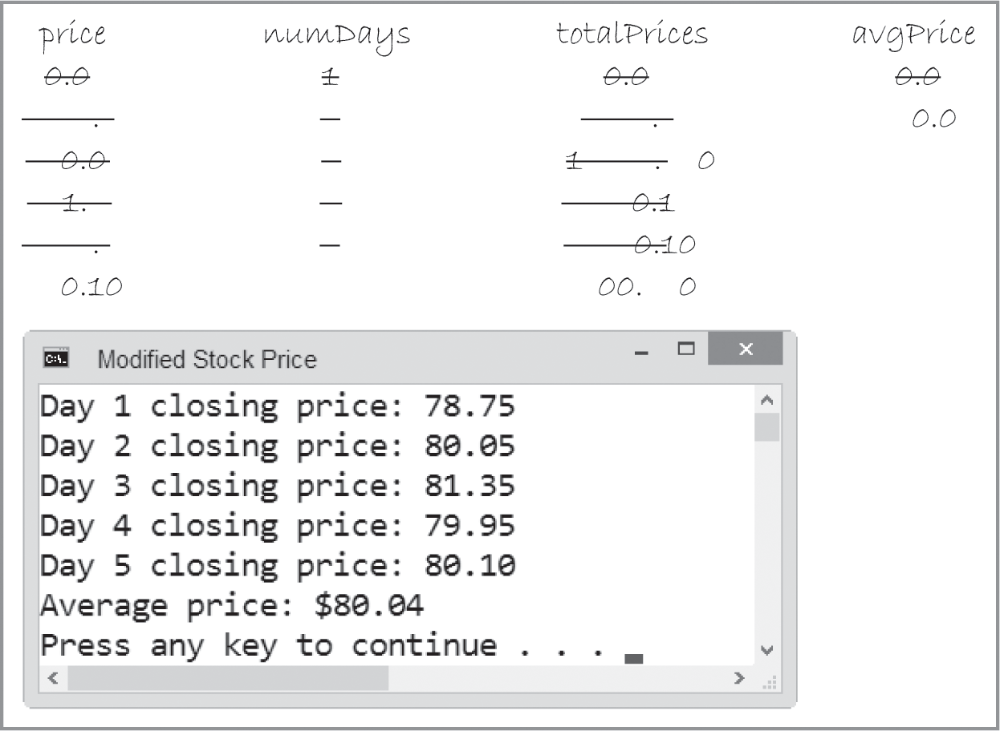 price numDays totalPrices avgPrice
0.0 1 0.0 0.0
. . 0.0
0.0 1 . 0
1. 0.1
. 0.10
0.10 00. 0
Modified Stock Price
Day 1 closing price: 78.75
Day 2 closing price: 80.05
Day 3 closing price: 81.35
Day 4 closing price: 79.95
Day 5 closing price: 80.10
Average price: $80.04
Press any key to continue . . .